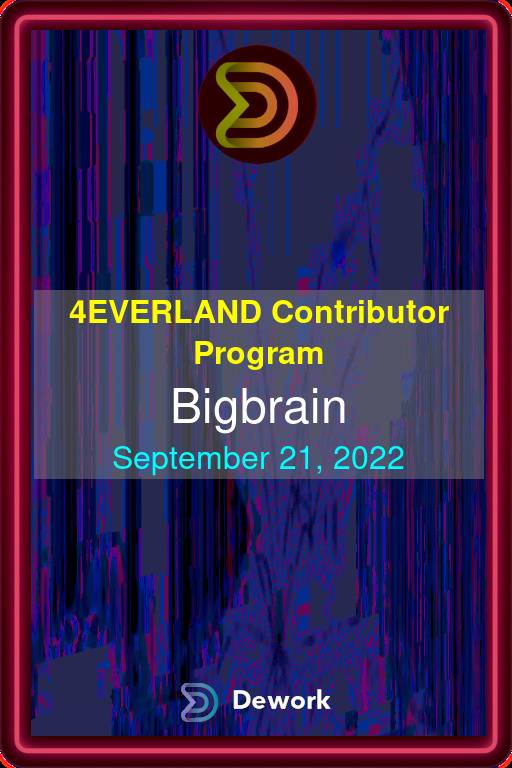 4EVERLAND Contributor
Program
Bigbrain
September 21, 2022
Dework